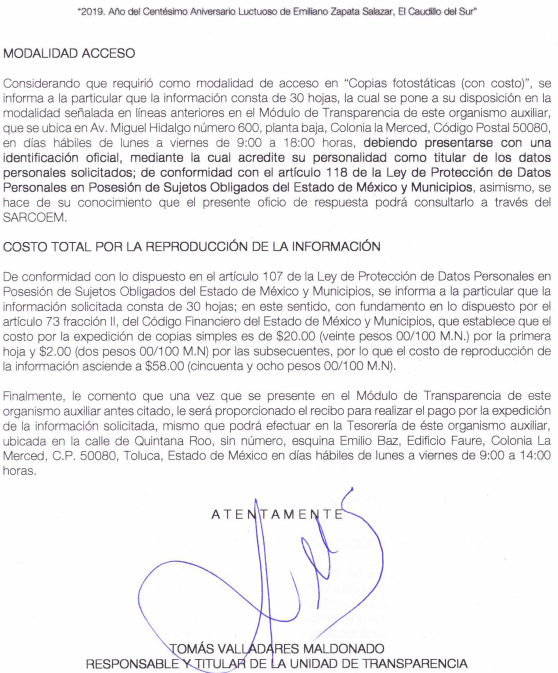 "2019. Año del Centésimo Aniversario Luctuoso de Emiliano Zapata Salazar, El Caudillo del Sur"
MODALIDAD ACCESO
Considerando que requirió como modalidad de acceso en "Copias fotostáticas (con costo)", se
informa a la particular que la información consta de 30 hojas, la cual se pone a su disposición en la
modalidad señalada en líneas anteriores en el Módulo de Transparencia de este organismo auxiliar,
que se ubica en Av. Miguel Hidalgo número 600, planta baja, Colonia la Merced, Código Postal 50080,
en días hábiles de lunes a viernes de 9:00 a 18:00 horas, debiendo presentarse con una
identificación oficial, mediante la cual acredite su personalidad como titular de los datos
personales solicitados; de conformidad con el artículo 118 de la Ley de Protección de Datos
Personales en Posesión de Sujetos Obligados del Estado de México y Municipios, asimismo, se
hace de su conocimiento que el presente oficio de respuesta podrá consultarlo a través del
SARCOEM.
COSTO TOTAL POR LA REPRODUCCIÓN DE LA INFORMACIÓN
De conformidad con lo dispuesto en el artículo 107 de la Ley de Protección de Datos Personales en
Posesión de Sujetos Obligados del Estado de México y Municipios, se informa a la particular que la
información solicitada consta de 30 hojas; en este sentido, con fundamento en lo dispuesto por el
artículo 73 fracción II, del Código Financiero del Estado de México y Municipios, que establece que el
costo por la expedición de copias simples es de $20.00 (veinte pesos 00/100 M.N.) por la primera
hoja y $2.00 (dos pesos 00/100 M.N) por las subsecuentes, por lo que el costo de reproducción de
la información asciende a $58.00 (cincuenta y ocho pesos 00/100 M.N).
Finalmente, le comento que una vez que se presente en el Módulo de Transparencia de este
organismo auxiliar antes citado, le será proporcionado el recibo para realizar el pago por la expedición
de la información solicitada, mismo que podrá efectuar en la Tesorería de éste organismo auxiliar,
ubicada en la calle de Quintana Roo, sin número, esquina Emilio Baz, Edificio Faure, Colonia La
Merced, C.P. 50080, Toluca, Estado de México en días hábiles de lunes a viernes de 9:00 a 14:00
horas.
ATENTAMENTE
TOMÁS VALLADARES MALDONADO
RESPONSABLE Y TITULAR DE LA UNIDAD DE TRANSPARENCIA